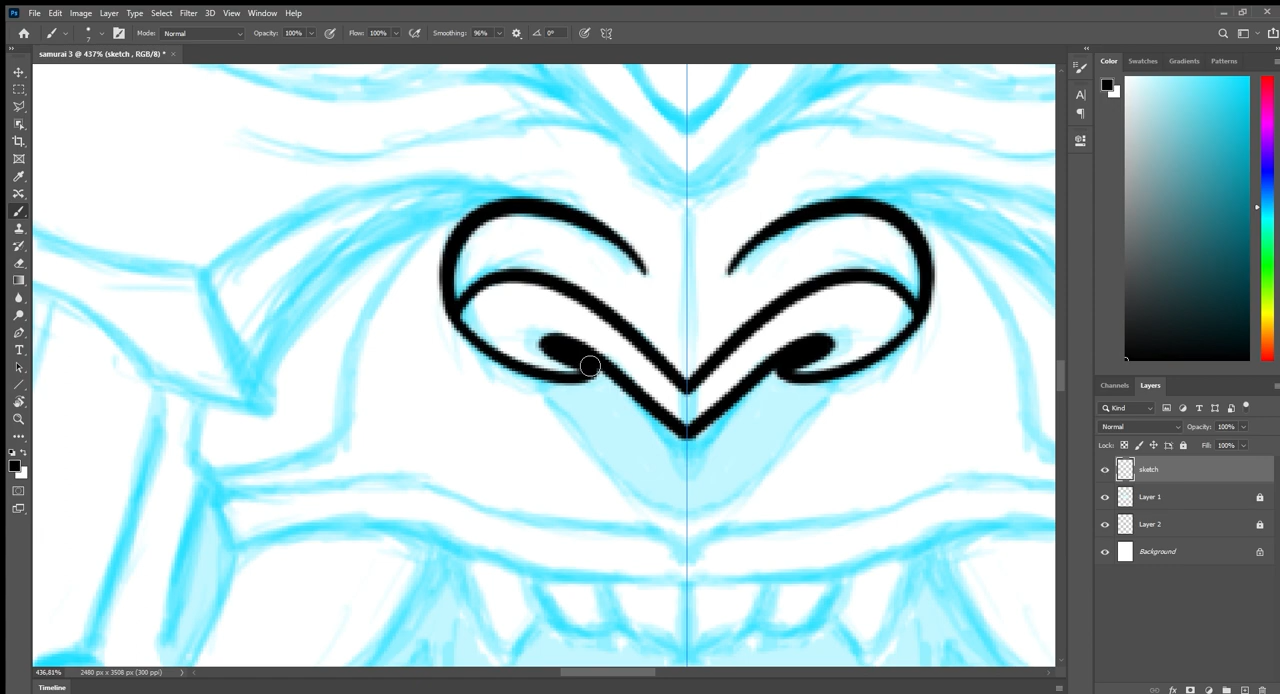 Ps File Edit Image Layer Type Select Filter 3D View Window Help
7 Mode: Normal Opacity: 100% Flow: 100% Smoothing: 96% 0°
samurai 3 @ 437% (sketch , RGB/8) *
Color Swatches Gradients Patterns
Channels Layers
Kind
Normal Opacity: 100%
Lock: Fill: 100%
sketch
Layer 1
Layer 2
Background
436,81% 2480 px x 3508 px (300 ppi)
Timeline